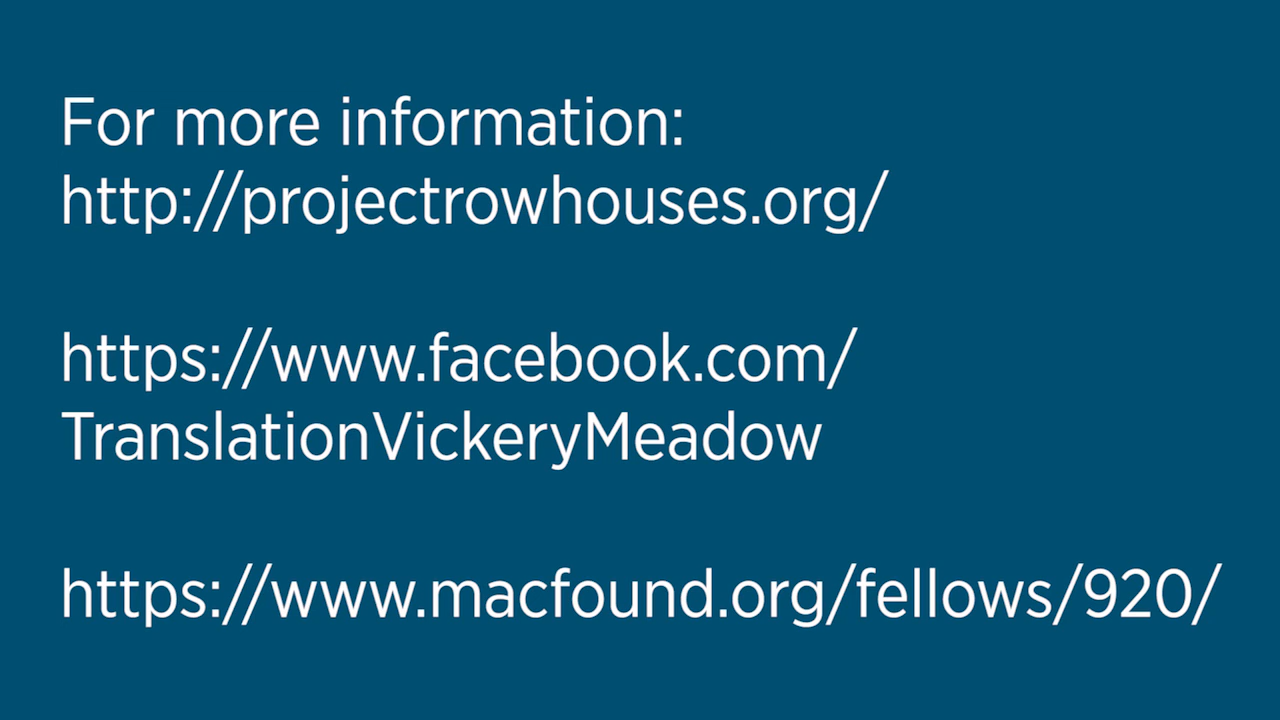 For more information:
http://projectrowhouses.org/
https://www.facebook.com/
TranslationVickeryMeadow
https://www.macfound.org/fellows/920/